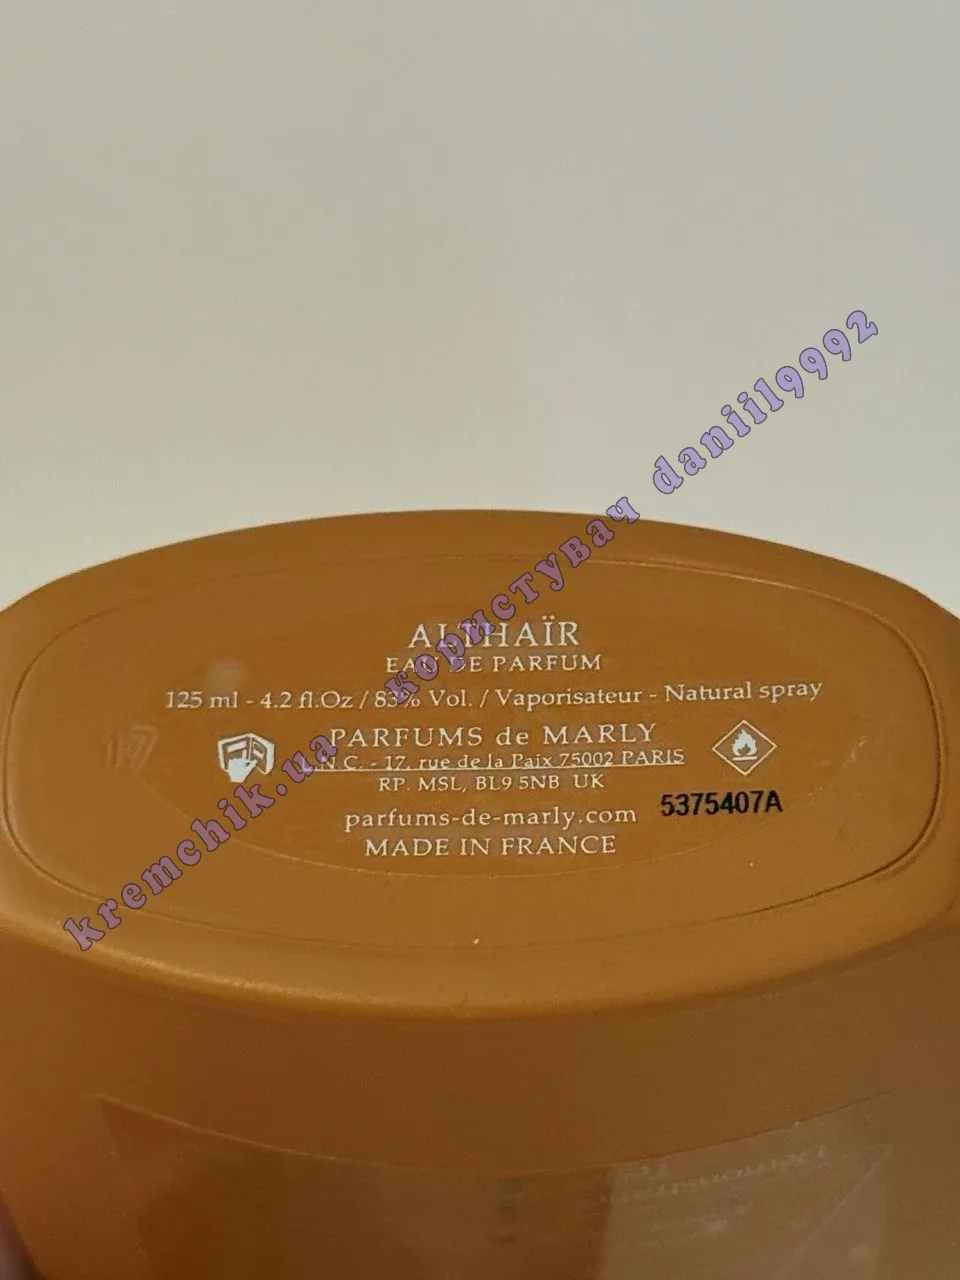 ALTHAÏR
EAU DE PARFUM
125 ml - 4.2 fl.Oz / 83% Vol. / Vaporisateur - Natural spray
PARFUMS de MARLY
L.N.C. - 17, rue de la Paix 75002 PARIS
RP. MSL, BL9 5NB UK
parfums-de-marly.com
5375407A
MADE IN FRANCE
17
kremchik.ua користувач daniil9992